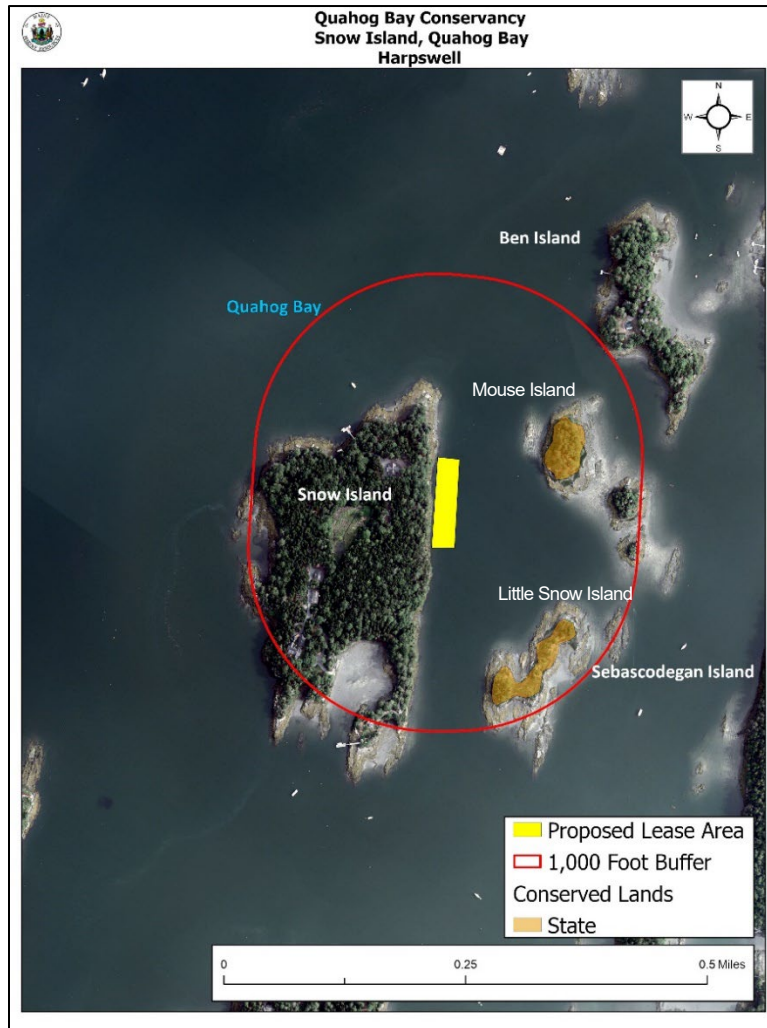 Quahog Bay Conservancy
Snow Island, Quahog Bay
Harpswell
N
W E
S
Ben Island
Quahog Bay
Mouse Island
Snow Island
Little Snow Island
Sebascodegan Island
Proposed Lease Area
1,000 Foot Buffer
Conserved Lands
State
0 0.25 0.5 Miles